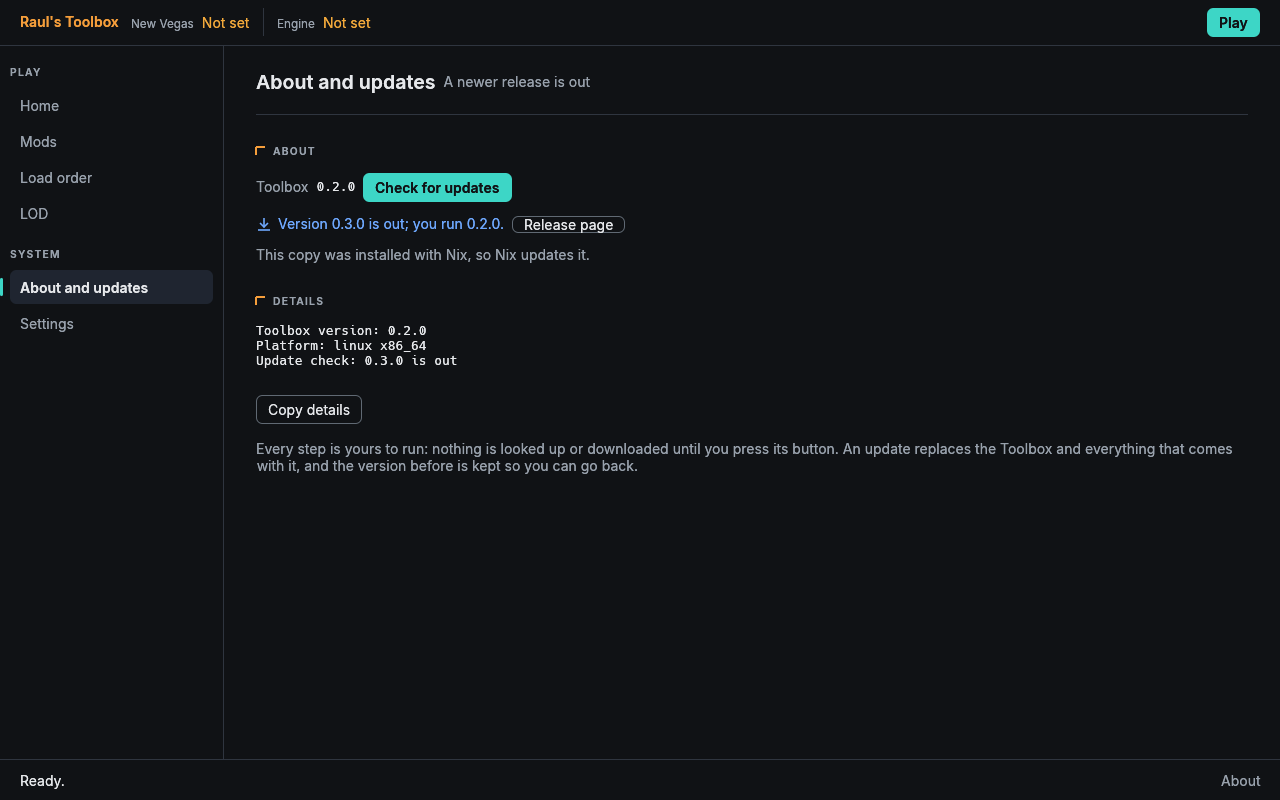 Raul's Toolbox New Vegas Not set Engine Not set Play
PLAY
Home
Mods
Load order
LOD
SYSTEM
About and updates
Settings
About and updates A newer release is out
ABOUT
Toolbox 0.2.0 Check for updates
Version 0.3.0 is out; you run 0.2.0. Release page
This copy was installed with Nix, so Nix updates it.
DETAILS
Toolbox version: 0.2.0
Platform: linux x86_64
Update check: 0.3.0 is out
Copy details
Every step is yours to run: nothing is looked up or downloaded until you press its button. An update replaces the Toolbox and everything that comes
with it, and the version before is kept so you can go back.
Ready. About